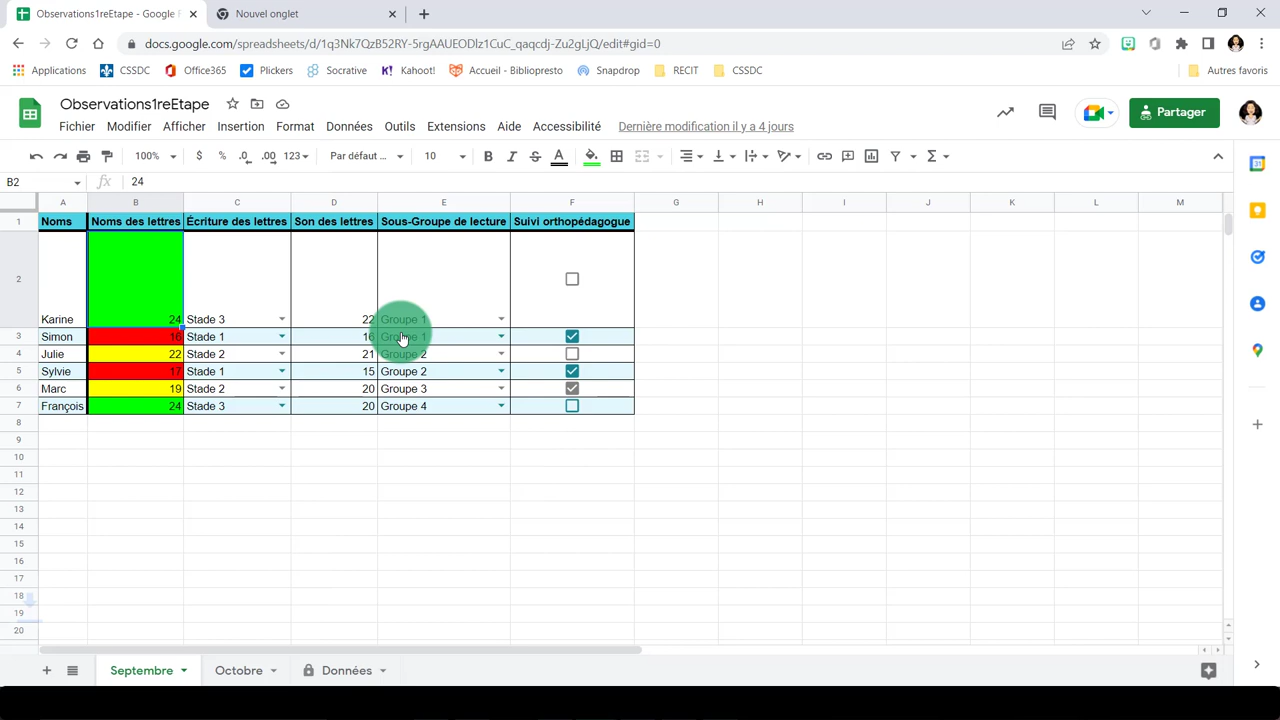 Observations1reEtape - Google F
Nouvel onglet
docs.google.com/spreadsheets/d/1q3Nk7QzB52RY-5rgAAUEODlz1CuC_qaqcdj-Zu2gLjQ/edit#gid=0
Applications CSSDC Office365 Plickers Socrative Kahoot! Accueil - Bibliopresto Snapdrop RECIT CSSDC Autres favoris
Observations1reEtape
Fichier Modifier Afficher Insertion Format Données Outils Extensions Aide Accessibilité Dernière modification il y a 4 jours
Partager
100% $ % .0 .00 123 Par défaut ... 10 B I S A Σ
B2 fx 24
A B C D E F G H I J K L M
1 Noms Noms des lettres Écriture des lettres Son des lettres Sous-Groupe de lecture Suivi orthopédagogue
2 Karine 24 Stade 3 22 Groupe 1
3 Simon 16 Stade 1 16 Groupe 1
4 Julie 22 Stade 2 21 Groupe 2
5 Sylvie 17 Stade 1 15 Groupe 2
6 Marc 19 Stade 2 20 Groupe 3
7 François 24 Stade 3 20 Groupe 4
8
9
10
11
12
13
14
15
16
17
18
19
20
Septembre Octobre Données